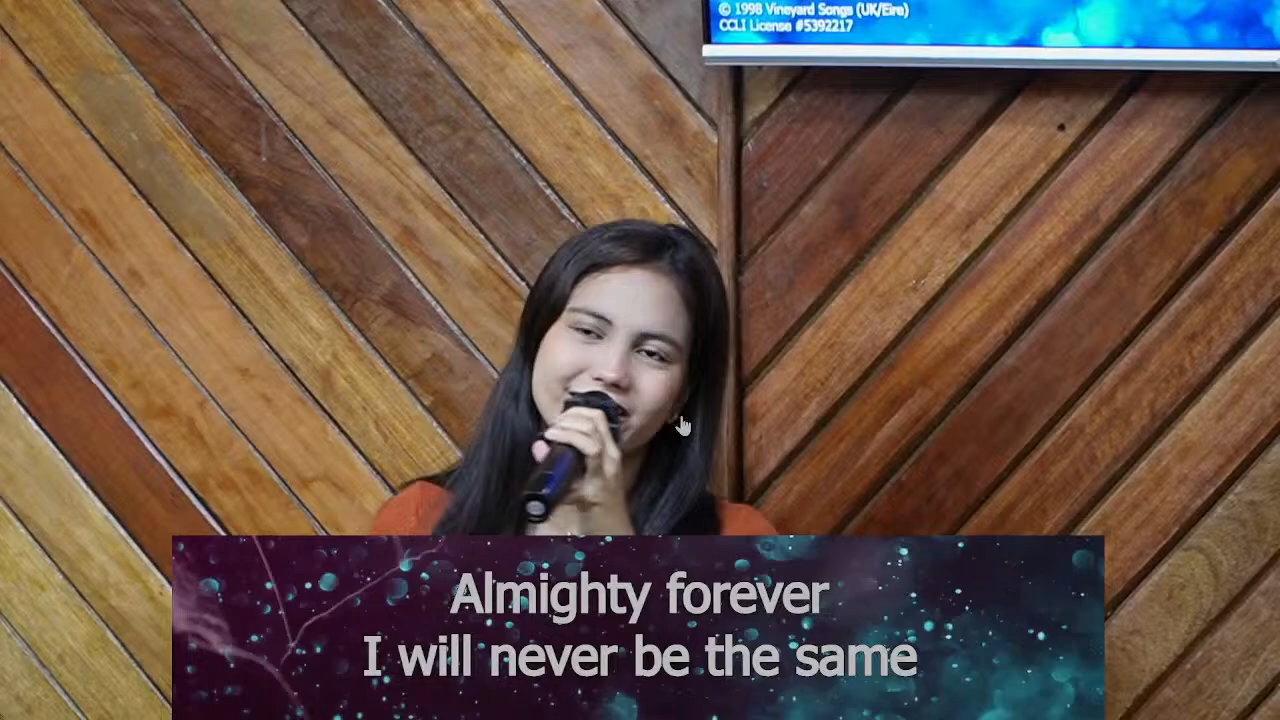 © 1998 Vineyard Songs (UK/Eire)
CCLI License #5392217
Almighty forever
I will never be the same